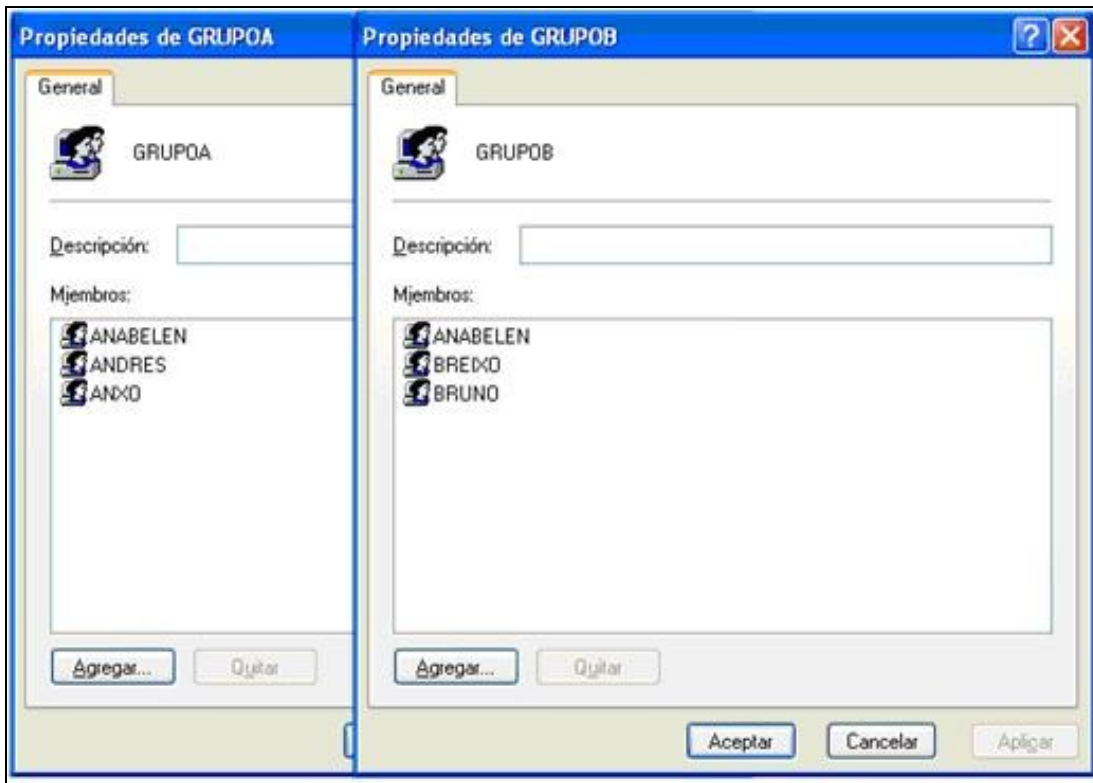 Propiedades de GRUPOA
General
GRUPOA
Descripción:
Miembros:
ANABELEN
ANDRES
ANXO
Agregar...
Quitar
Propiedades de GRUPOB
General
GRUPOB
Descripción:
Miembros:
ANABELEN
BREIXO
BRUNO
Agregar...
Quitar
Aceptar
Cancelar
Aplicar